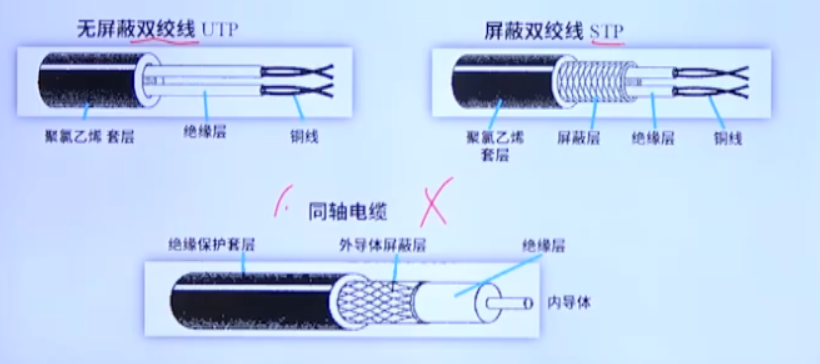 无屏蔽双绞线 UTP
屏蔽双绞线 STP
聚氯乙烯 套层
绝缘层
铜线
聚氯乙烯
套层
屏蔽层
绝缘层
铜线
同轴电缆
绝缘保护套层
外导体屏蔽层
绝缘层
内导体